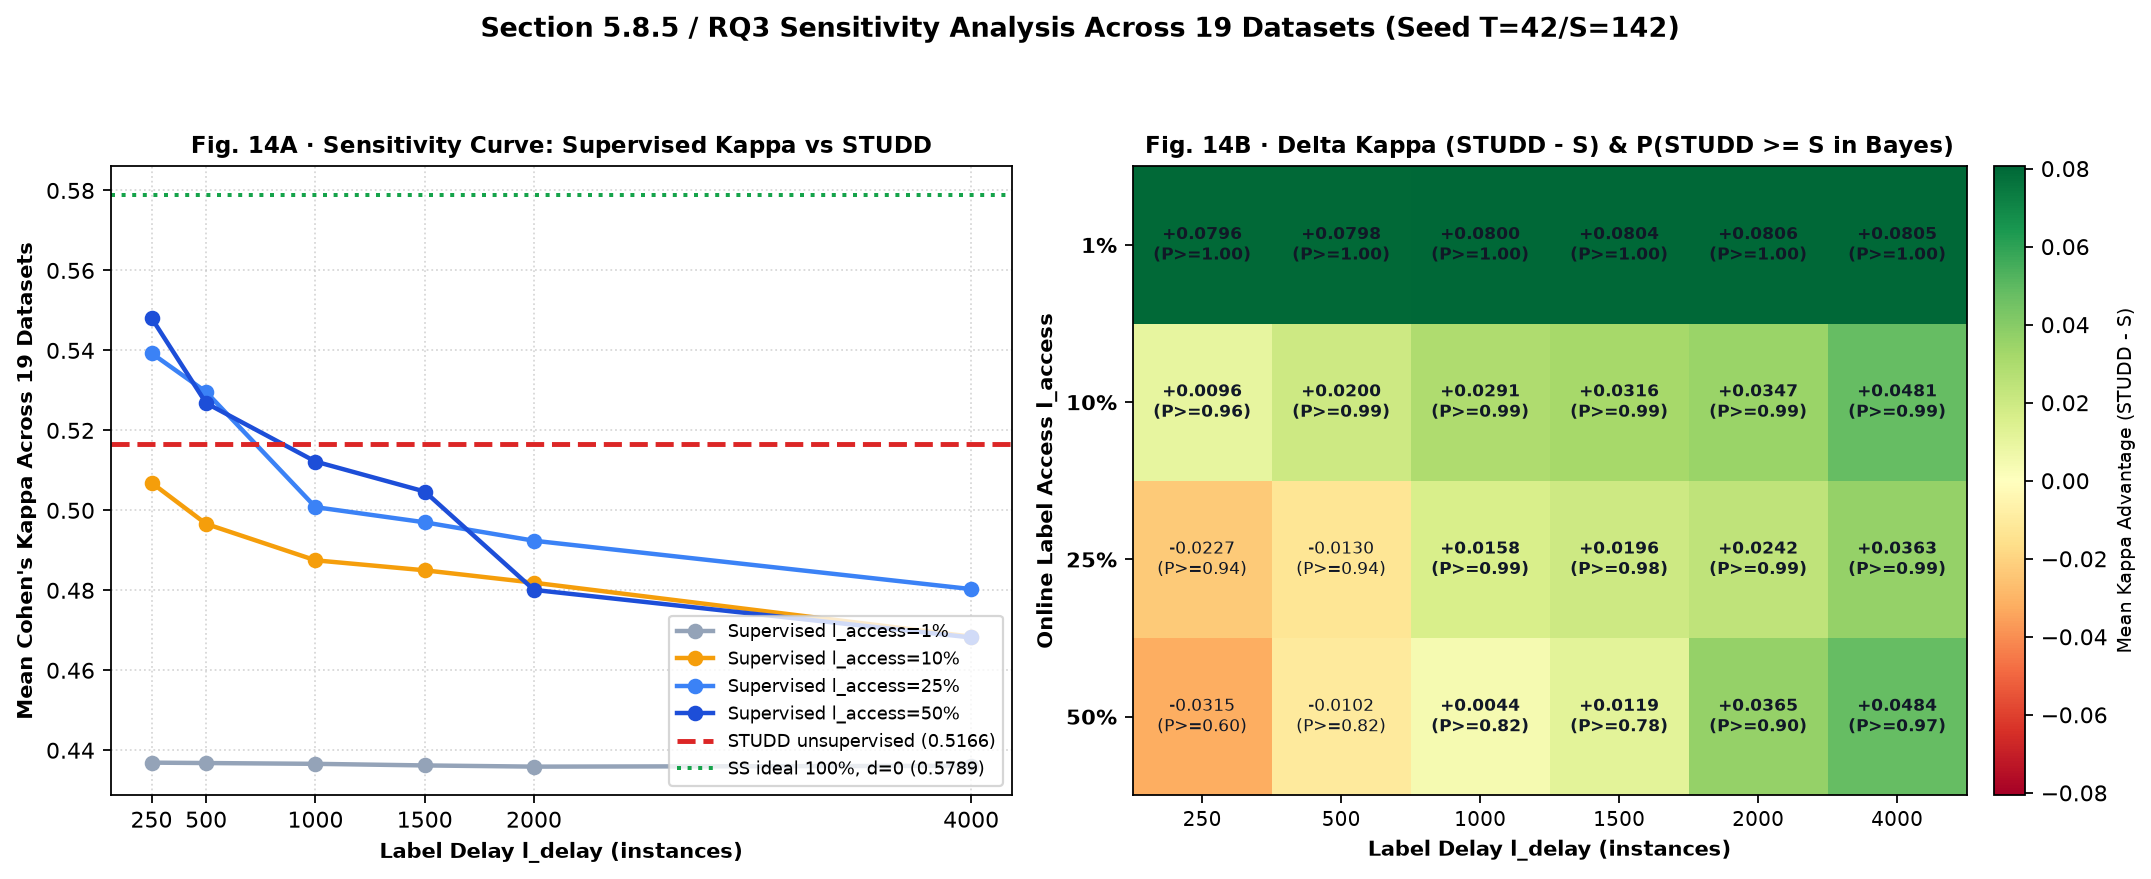 Section 5.8.5 / RQ3 Sensitivity Analysis Across 19 Datasets (Seed T=42/S=142)
Fig. 14A · Sensitivity Curve: Supervised Kappa vs STUDD
Mean Cohen's Kappa Across 19 Datasets
0.58
0.56
0.54
0.52
0.50
0.48
0.46
0.44
Supervised l_access=1%
Supervised l_access=10%
Supervised l_access=25%
Supervised l_access=50%
STUDD unsupervised (0.5166)
SS ideal 100%, d=0 (0.5789)
250 500 1000 1500 2000 4000
Label Delay l_delay (instances)
Fig. 14B · Delta Kappa (STUDD - S) & P(STUDD >= S in Bayes)
Online Label Access l_access
1%
+0.0796 +0.0798 +0.0800 +0.0804 +0.0806 +0.0805
(P>=1.00) (P>=1.00) (P>=1.00) (P>=1.00) (P>=1.00) (P>=1.00)
10%
+0.0096 +0.0200 +0.0291 +0.0316 +0.0347 +0.0481
(P>=0.96) (P>=0.99) (P>=0.99) (P>=0.99) (P>=0.99) (P>=0.99)
25%
-0.0227 -0.0130 +0.0158 +0.0196 +0.0242 +0.0363
(P>=0.94) (P>=0.94) (P>=0.99) (P>=0.98) (P>=0.99) (P>=0.99)
50%
-0.0315 -0.0102 +0.0044 +0.0119 +0.0365 +0.0484
(P>=0.60) (P>=0.82) (P>=0.82) (P>=0.78) (P>=0.90) (P>=0.97)
250 500 1000 1500 2000 4000
Label Delay l_delay (instances)
0.08
0.06
0.04
0.02
0.00
−0.02
−0.04
−0.06
−0.08
Mean Kappa Advantage (STUDD - S)